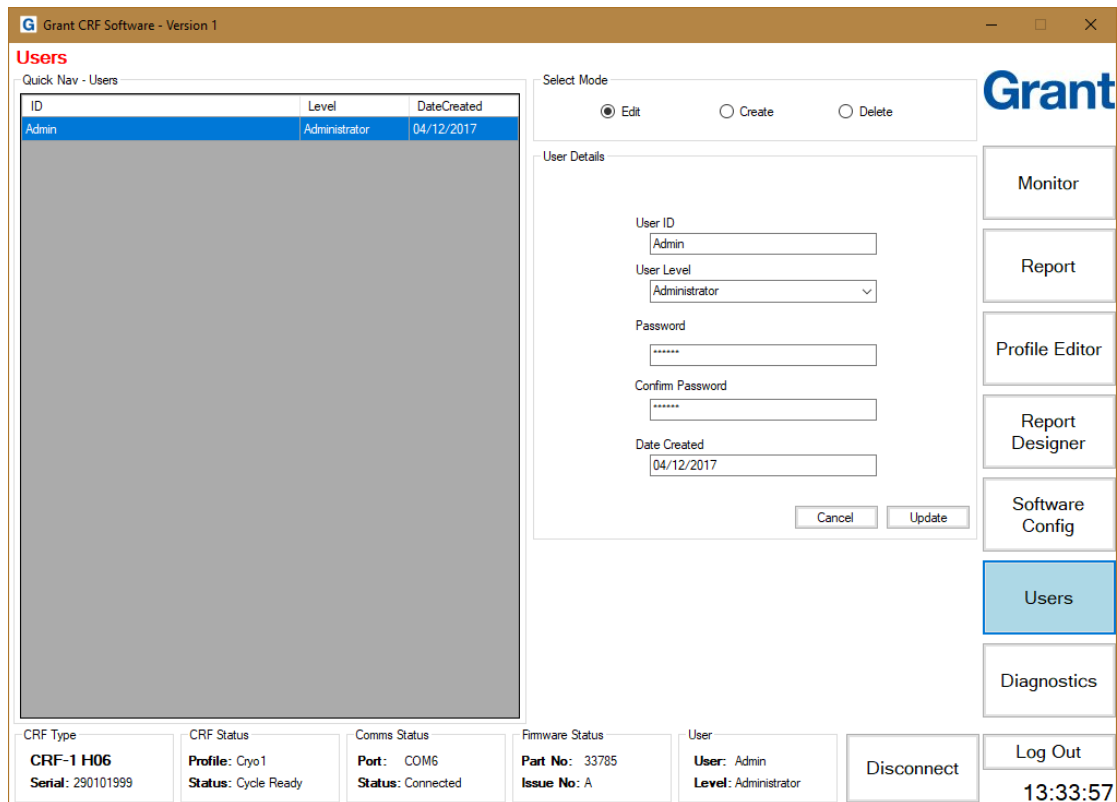 G Grant CRF Software - Version 1
Users
Quick Nav - Users
ID Level DateCreated
Admin Administrator 04/12/2017
Select Mode
Edit Create Delete
User Details
User ID
Admin
User Level
Administrator
Password
******
Confirm Password
******
Date Created
04/12/2017
Cancel Update
Grant
Monitor
Report
Profile Editor
Report
Designer
Software
Config
Users
Diagnostics
CRF Type
CRF-1 H06
Serial: 290101999
CRF Status
Profile: Cryo1
Status: Cycle Ready
Comms Status
Port: COM6
Status: Connected
Firmware Status
Part No: 33785
Issue No: A
User
User: Admin
Level: Administrator
Disconnect
Log Out
13:33:57